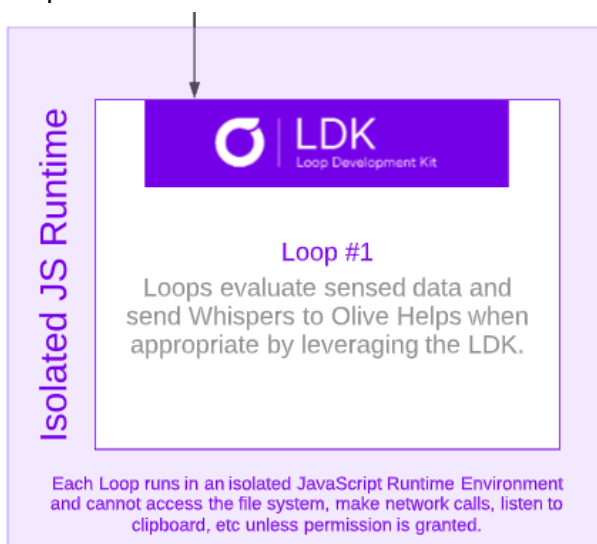 Isolated JS Runtime
LDK
Loop Development Kit
Loop #1
Loops evaluate sensed data and
send Whispers to Olive Helps when
appropriate by leveraging the LDK.
Each Loop runs in an isolated JavaScript Runtime Environment
and cannot access the file system, make network calls, listen to
clipboard, etc unless permission is granted.